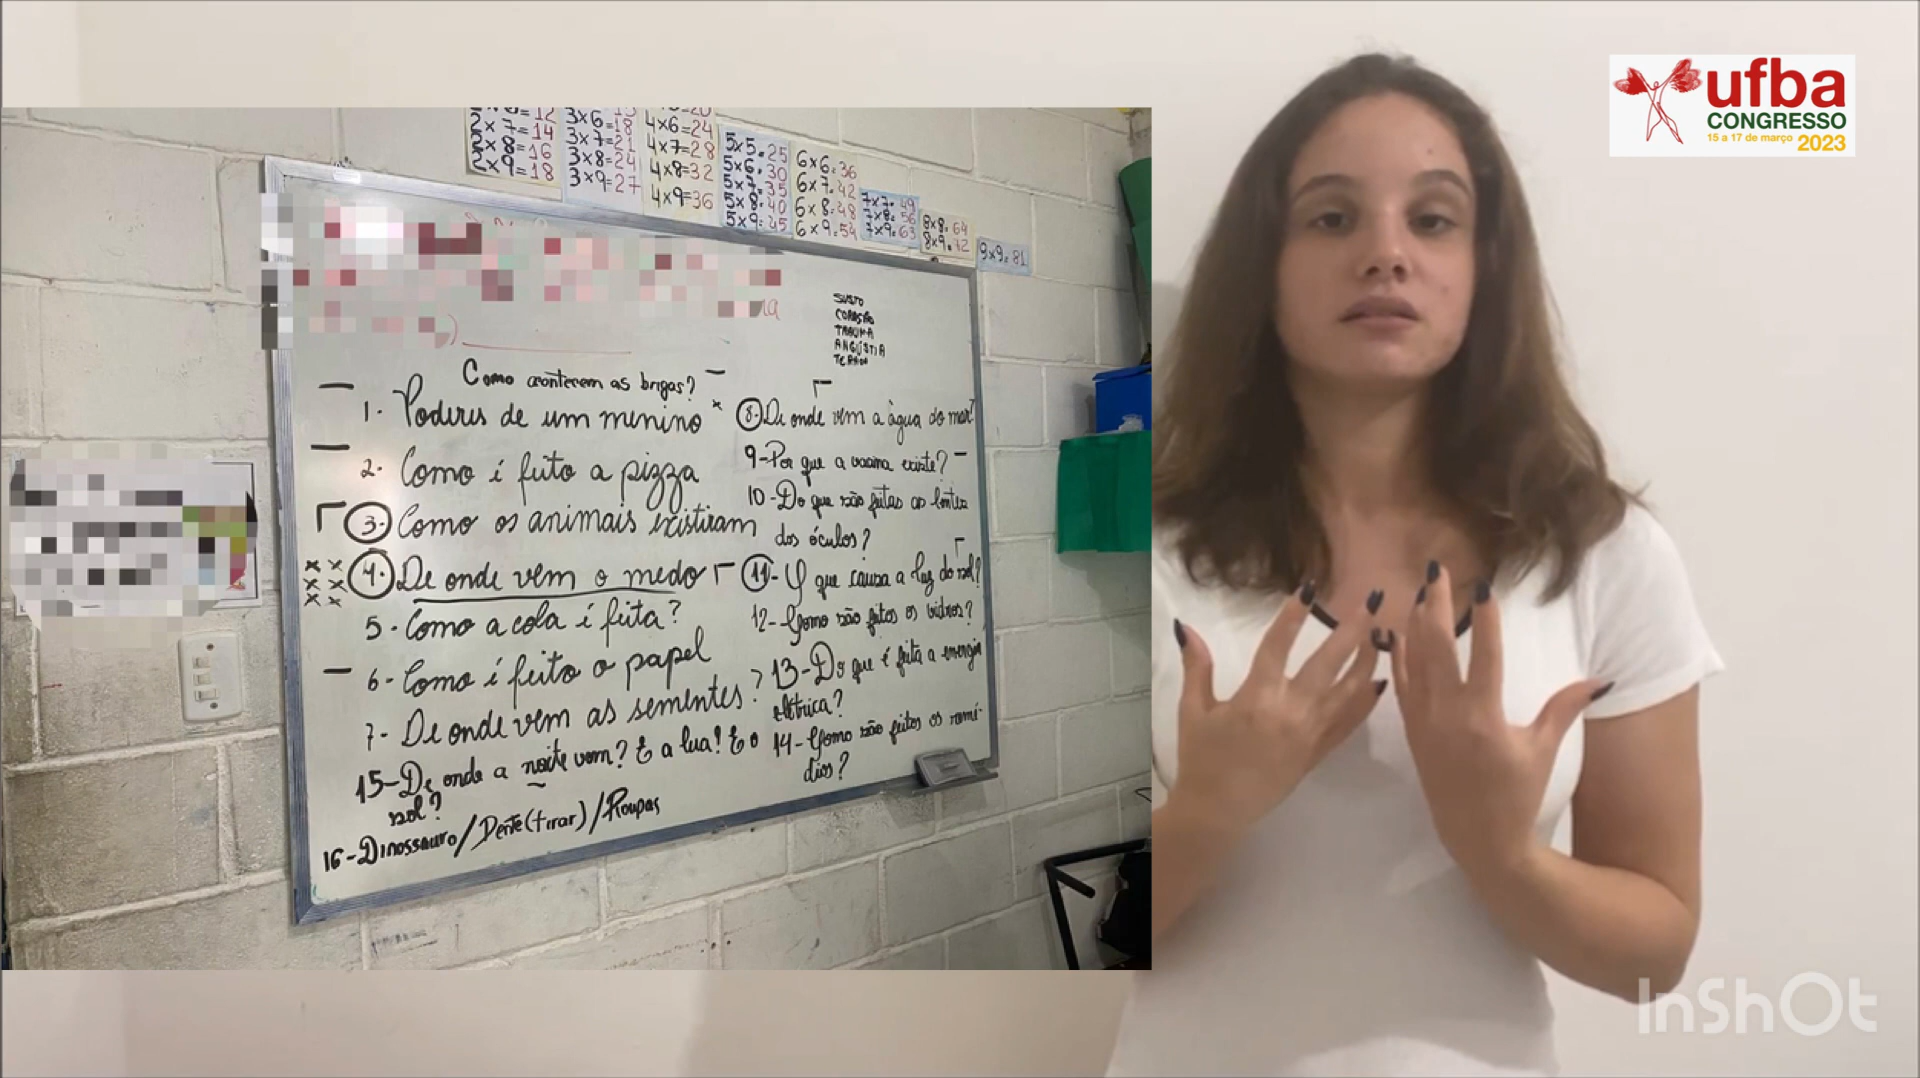 ufba
CONGRESSO
15 a 17 de março 2023
2x7=14
2x8=16
2x9=18
3x6=18
3x7=21
3x8=24
3x9=27
4x6=24
4x7=28
4x8=32
4x9=36
5x5=25
5x6=30
5x7=35
5x8=40
5x9=45
6x6=36
6x7=42
6x8=48
6x9=54
7x7=49
7x8=56
7x9=63
8x8=64
8x9=72
9x9=81
SUSTO
CORAÇÃO
TRAUMA
ANGÚSTIA
Como acontecem as brigas?
1. Poderes de um menino
2. Como é feito a pizza
3. Como os animais existiram
4. De onde vem o medo
5. Como a cola é feita?
6. Como é feito o papel
7. De onde vem as sementes?
8. De onde vem a água do mar?
9-Por que a vacina existe?
10-Do que são feitas as lentes
dos óculos?
11- O que causa a luz do sol?
12-Como são feitos os vidros?
13-Do que é feita a energia
elétrica?
14-Como são feitos os remé-
dios?
15-De onde a noite vem? E a lua? E o
sol?
16-Dinossauro/Dente(tirar)/Roupas
InShOt